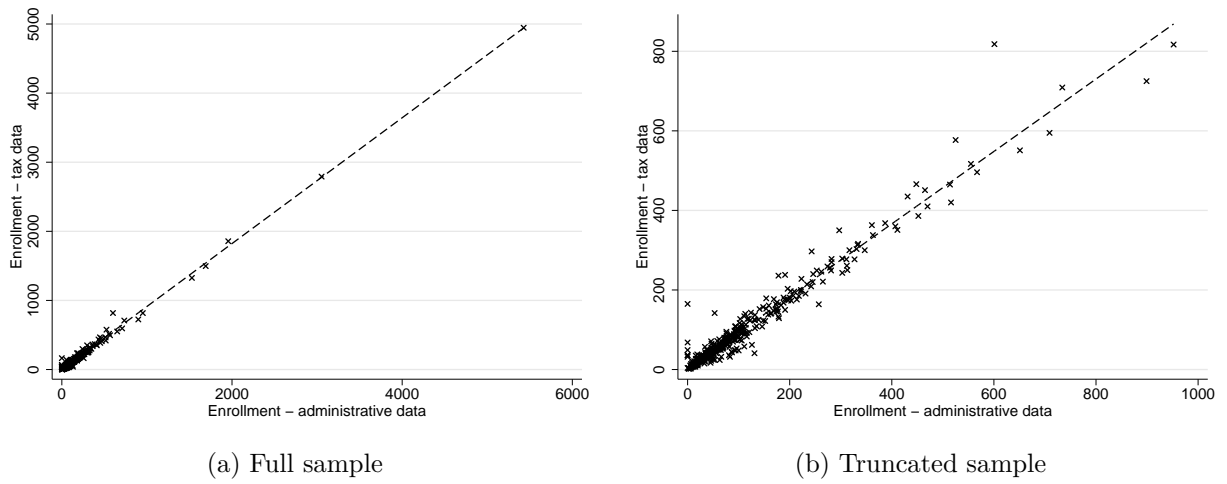 Enrollment – tax data
5000
4000
3000
2000
1000
0
0 2000 4000 6000
Enrollment – administrative data
(a) Full sample
Enrollment – tax data
800
600
400
200
0
0 200 400 600 800 1000
Enrollment – administrative data
(b) Truncated sample